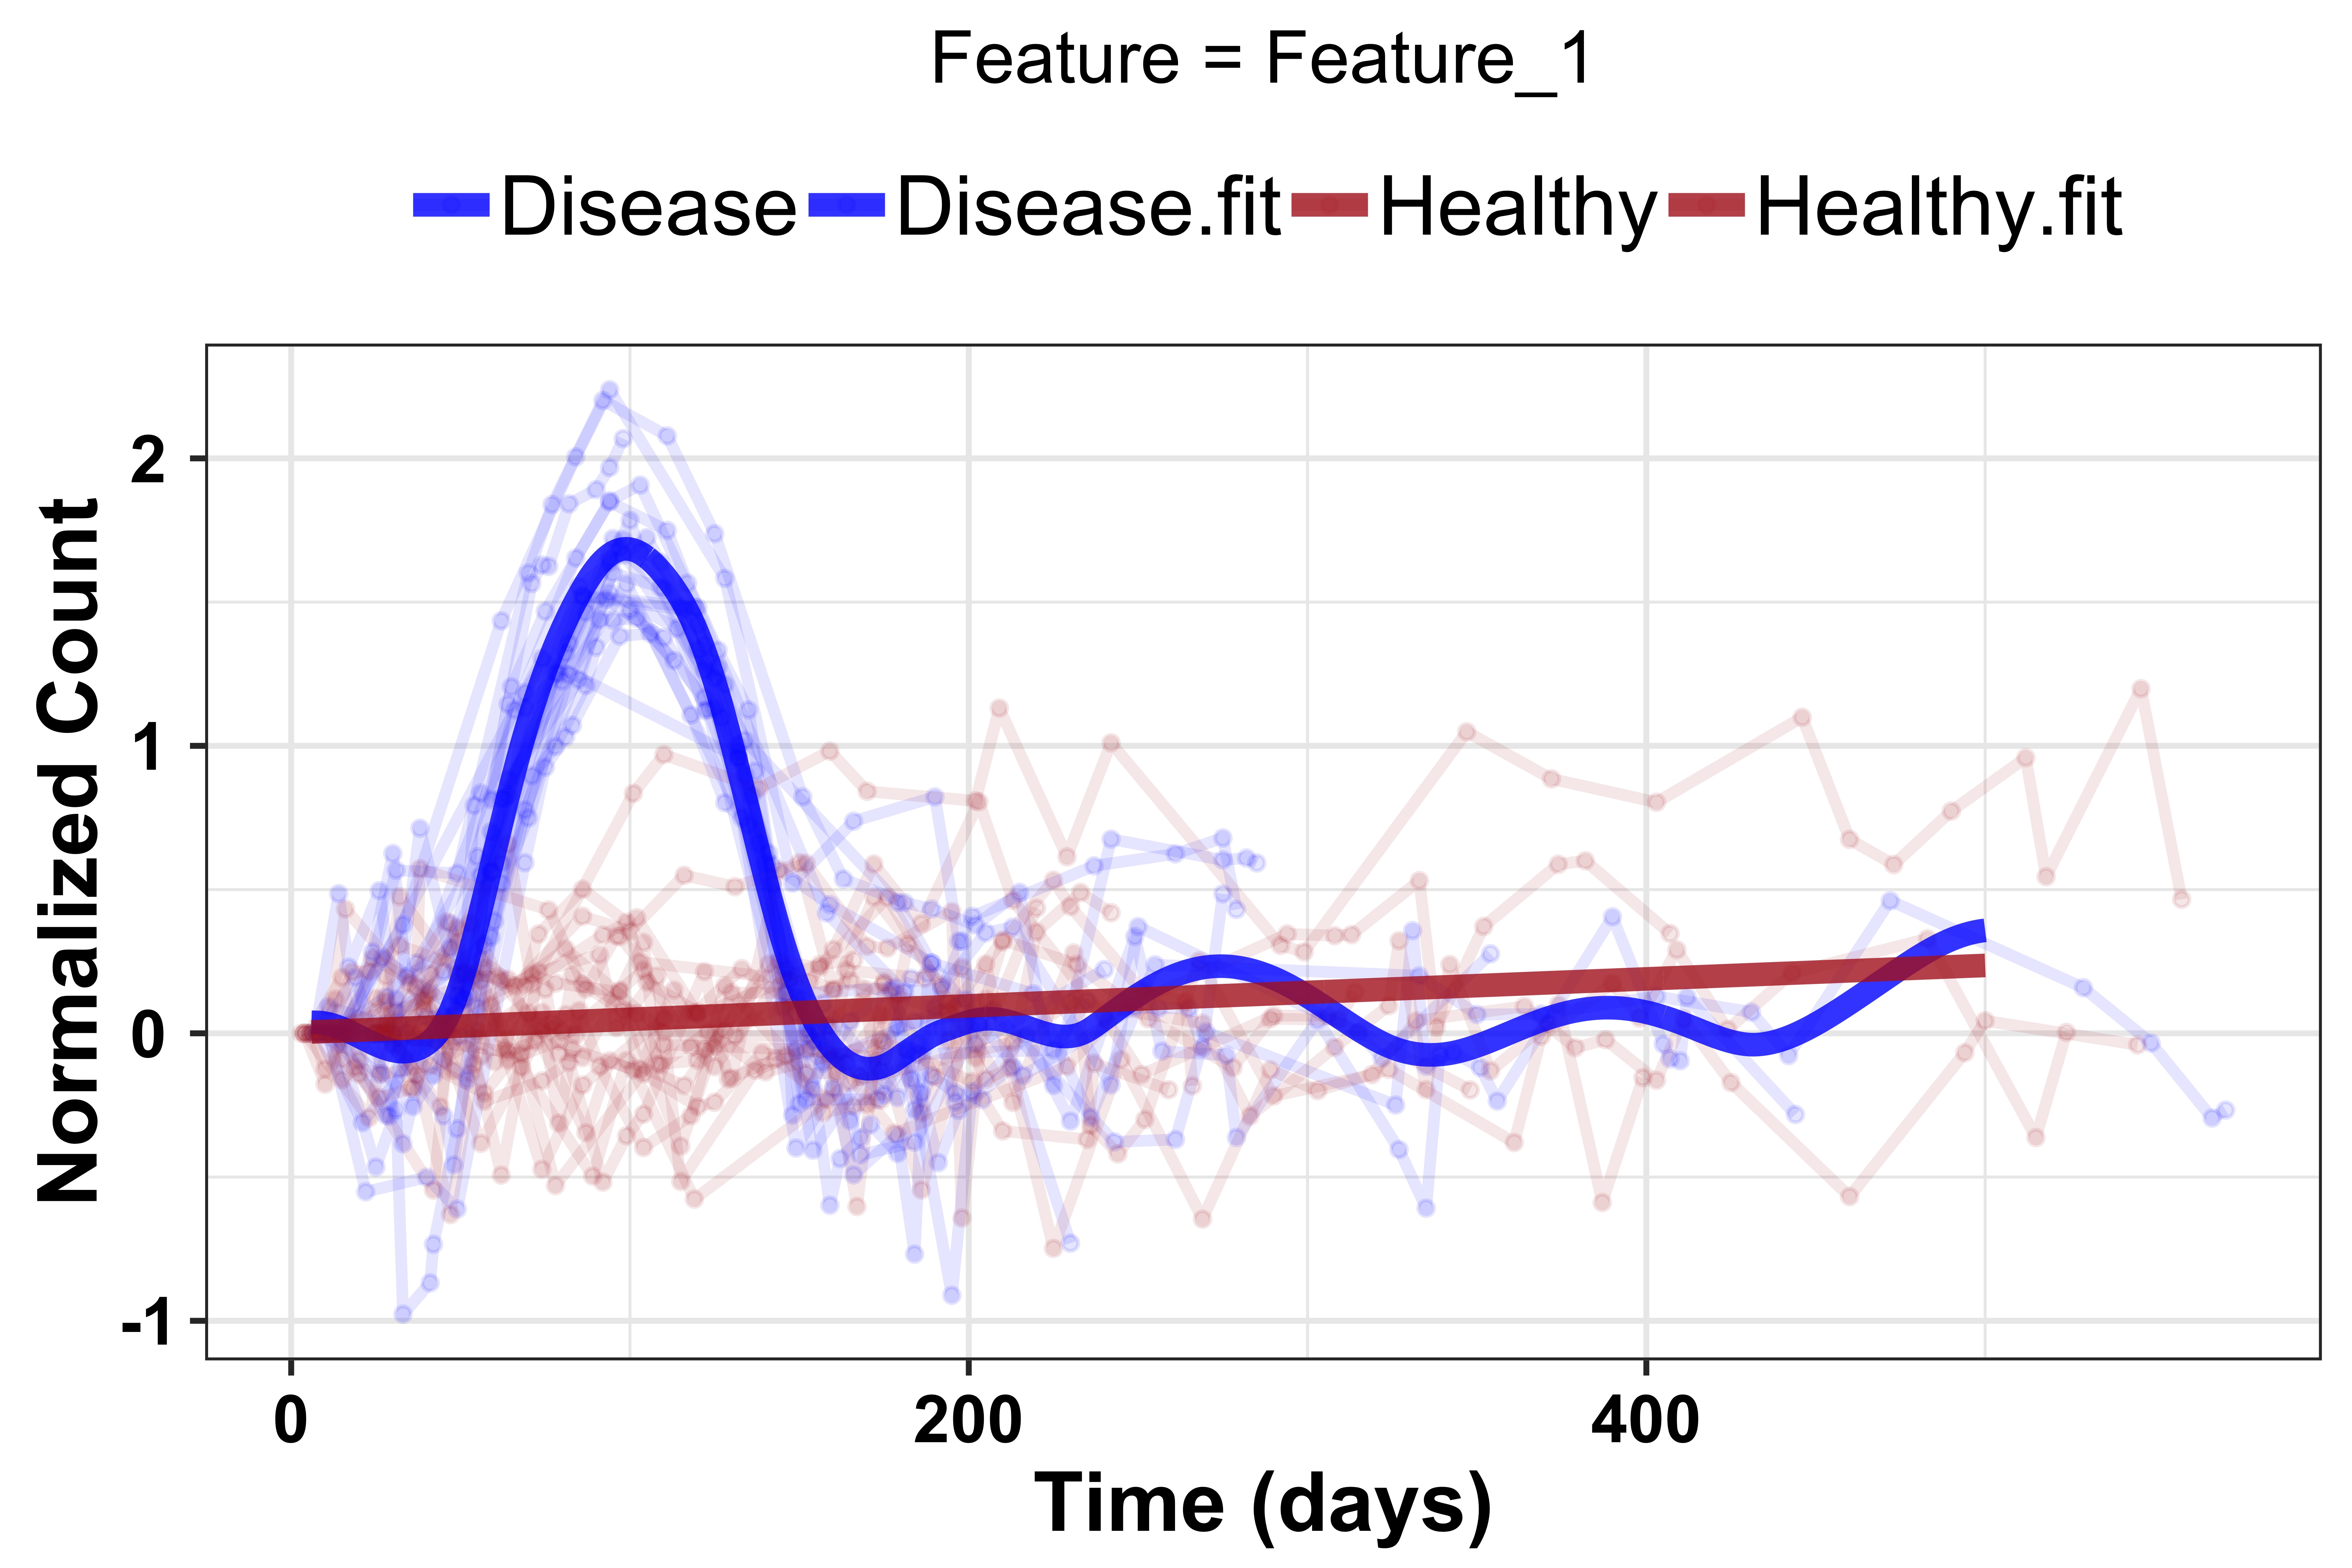 Feature = Feature_1
Disease Disease.fit Healthy Healthy.fit
Normalized Count
2
1
0
-1
0 200 400
Time (days)